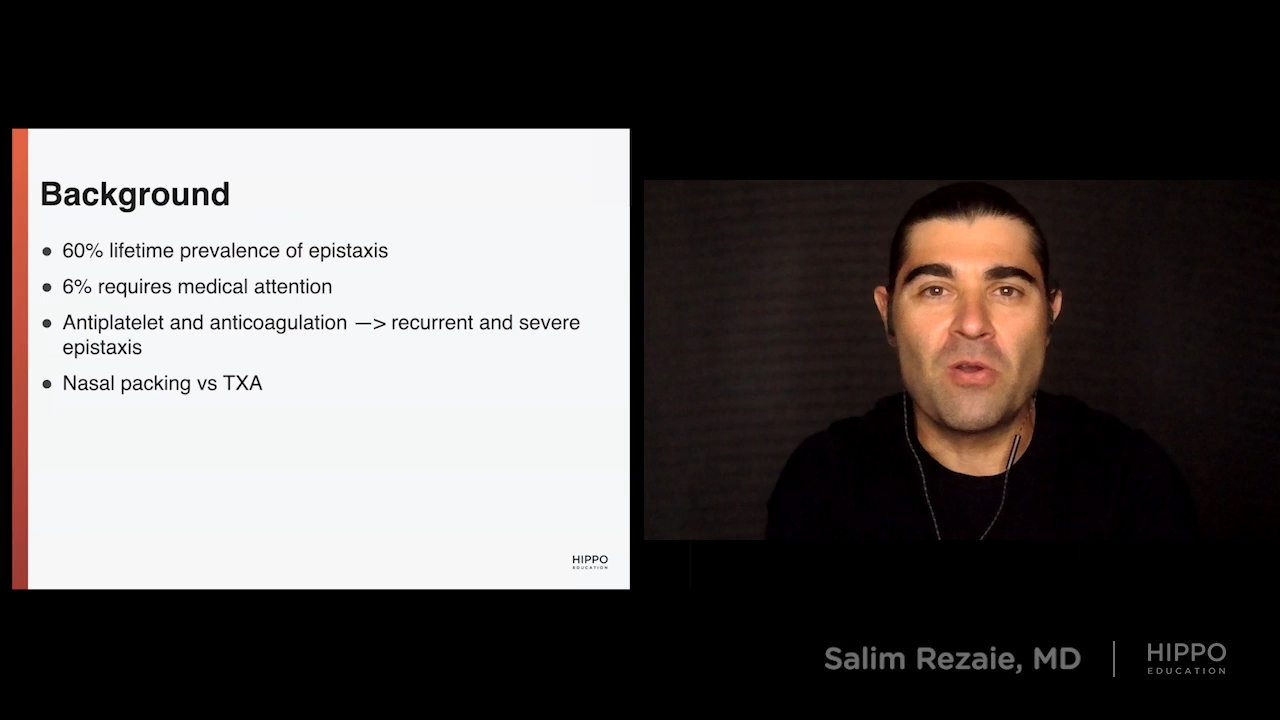 Background
● 60% lifetime prevalence of epistaxis
● 6% requires medical attention
● Antiplatelet and anticoagulation —> recurrent and severe
epistaxis
● Nasal packing vs TXA
HIPPO
EDUCATION
Salim Rezaie, MD | HIPPO
EDUCATION